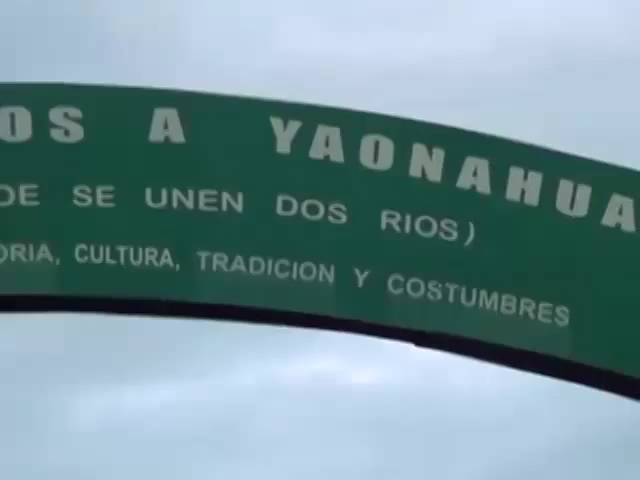 OS A YAONAHUA
DE SE UNEN DOS RIOS)
ORIA, CULTURA, TRADICION Y COSTUMBRES